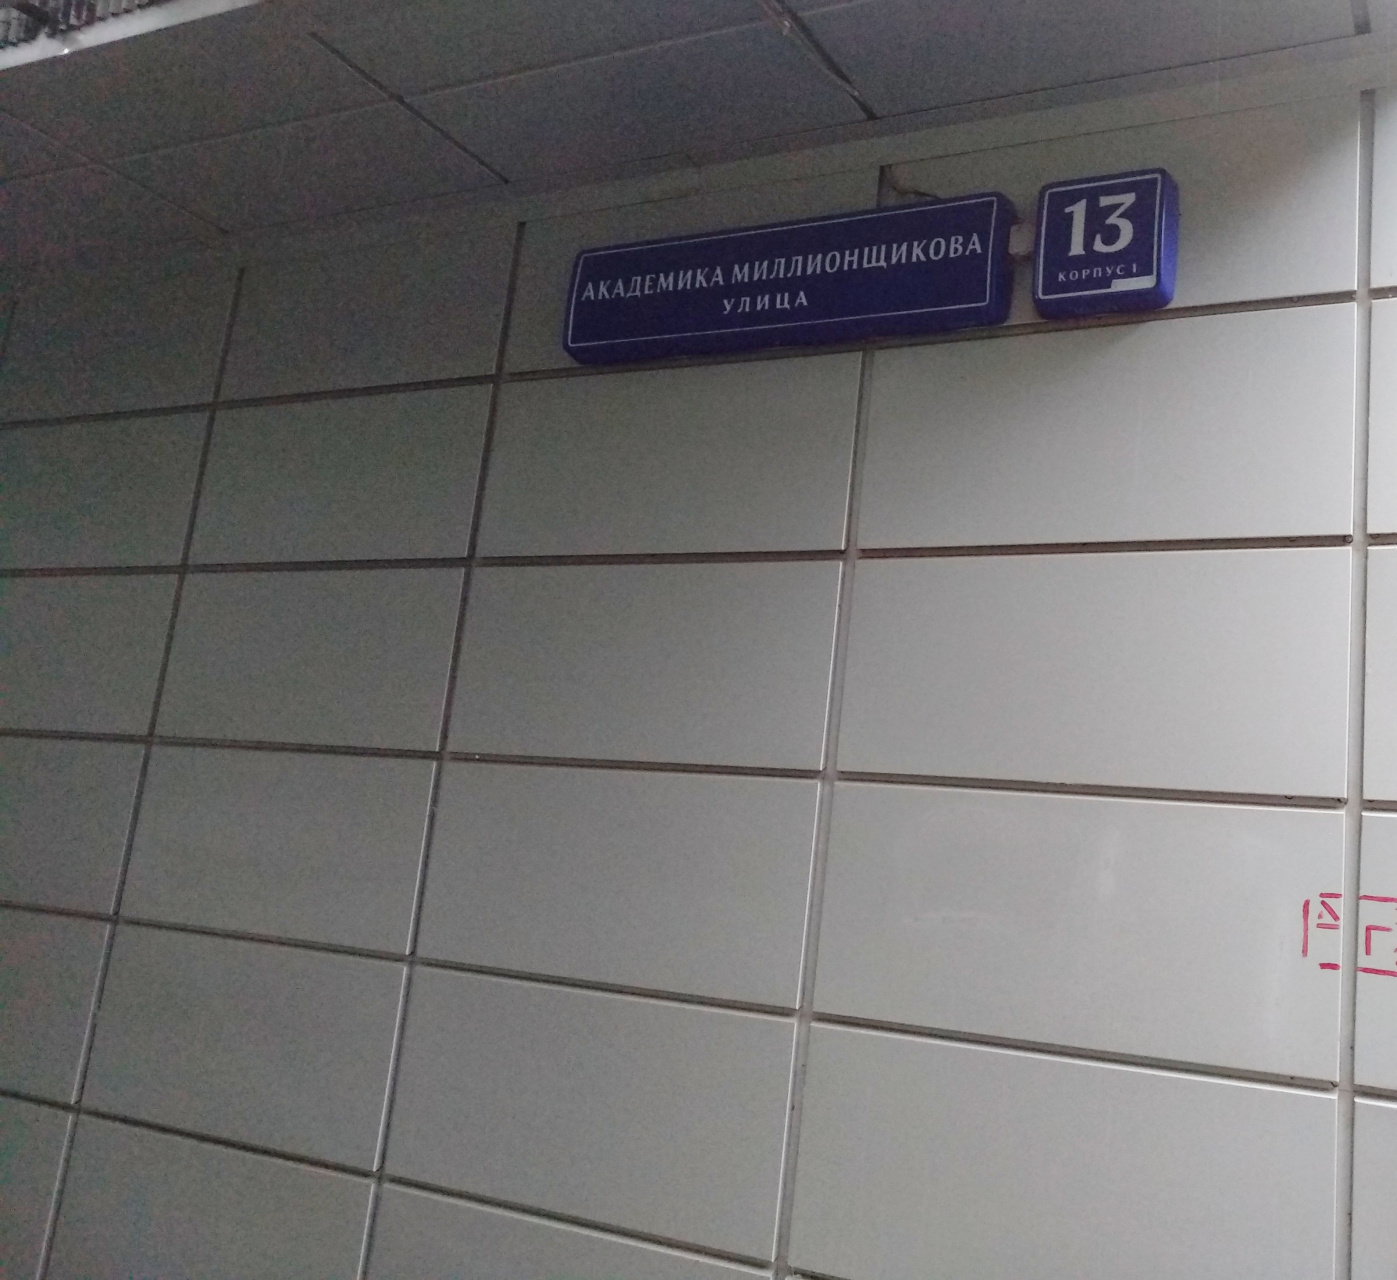 АКАДЕМИКА МИЛЛИОНЩИКОВА
УЛИЦА
13
КОРПУС 1